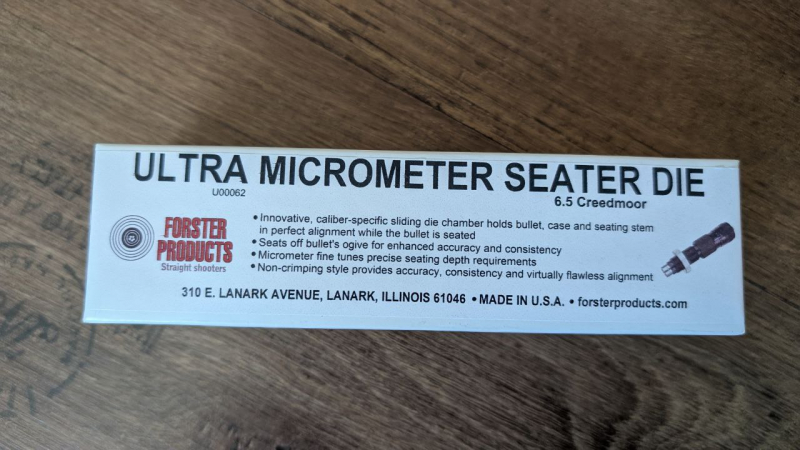 ULTRA MICROMETER SEATER DIE
U00062
6.5 Creedmoor
FORSTER
PRODUCTS
Straight shooters
• Innovative, caliber-specific sliding die chamber holds bullet, case and seating stem
in perfect alignment while the bullet is seated
• Seats off bullet's ogive for enhanced accuracy and consistency
• Micrometer fine tunes precise seating depth requirements
• Non-crimping style provides accuracy, consistency and virtually flawless alignment
310 E. LANARK AVENUE, LANARK, ILLINOIS 61046 • MADE IN U.S.A. • forsterproducts.com